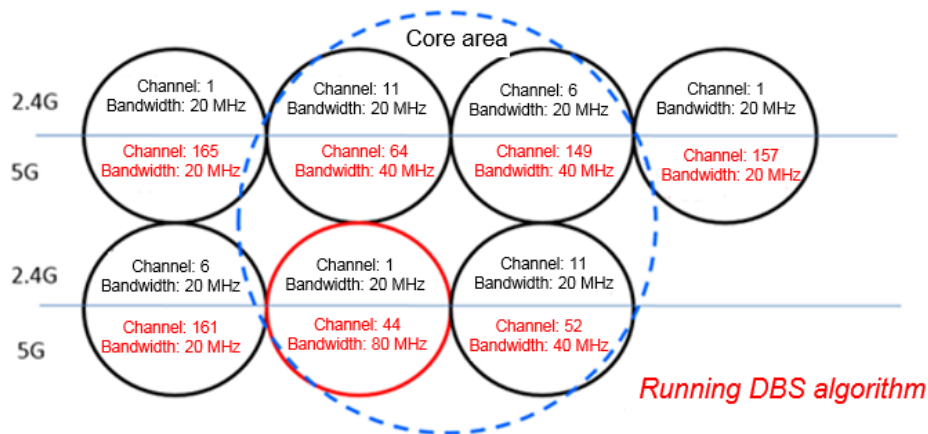 Core area
2.4G
Channel: 1
Bandwidth: 20 MHz
Channel: 11
Bandwidth: 20 MHz
Channel: 6
Bandwidth: 20 MHz
Channel: 1
Bandwidth: 20 MHz
5G
Channel: 165
Bandwidth: 20 MHz
Channel: 64
Bandwidth: 40 MHz
Channel: 149
Bandwidth: 40 MHz
Channel: 157
Bandwidth: 20 MHz
2.4G
Channel: 6
Bandwidth: 20 MHz
Channel: 1
Bandwidth: 20 MHz
Channel: 11
Bandwidth: 20 MHz
5G
Channel: 161
Bandwidth: 20 MHz
Channel: 44
Bandwidth: 80 MHz
Channel: 52
Bandwidth: 40 MHz
Running DBS algorithm